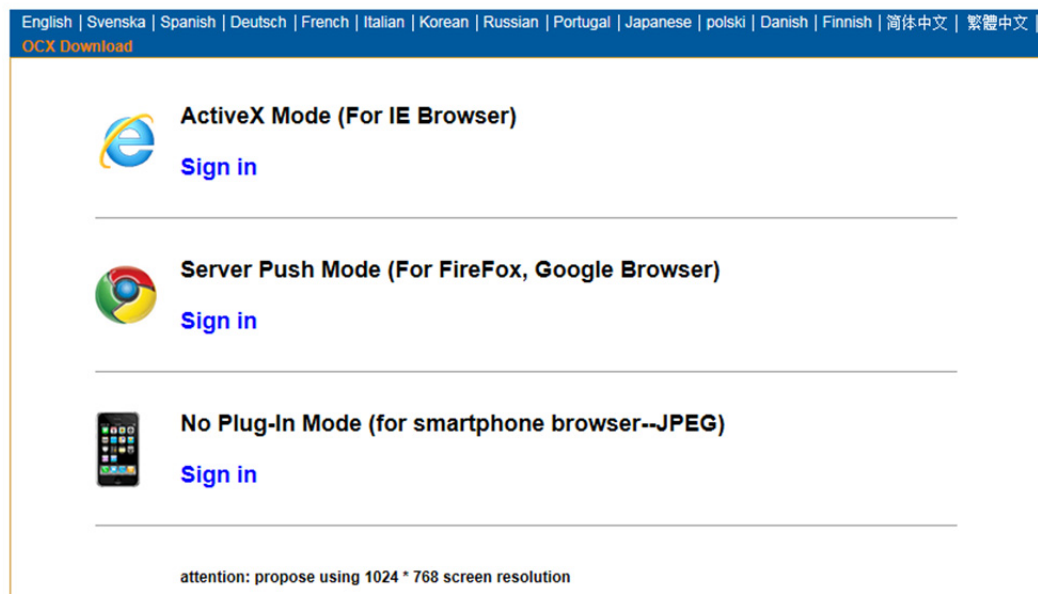 English | Svenska | Spanish | Deutsch | French | Italian | Korean | Russian | Portugal | Japanese | polski | Danish | Finnish | 简体中文 | 繁體中文 |
OCX Download
ActiveX Mode (For IE Browser)
Sign in
Server Push Mode (For FireFox, Google Browser)
Sign in
No Plug-In Mode (for smartphone browser--JPEG)
Sign in
attention: propose using 1024 * 768 screen resolution